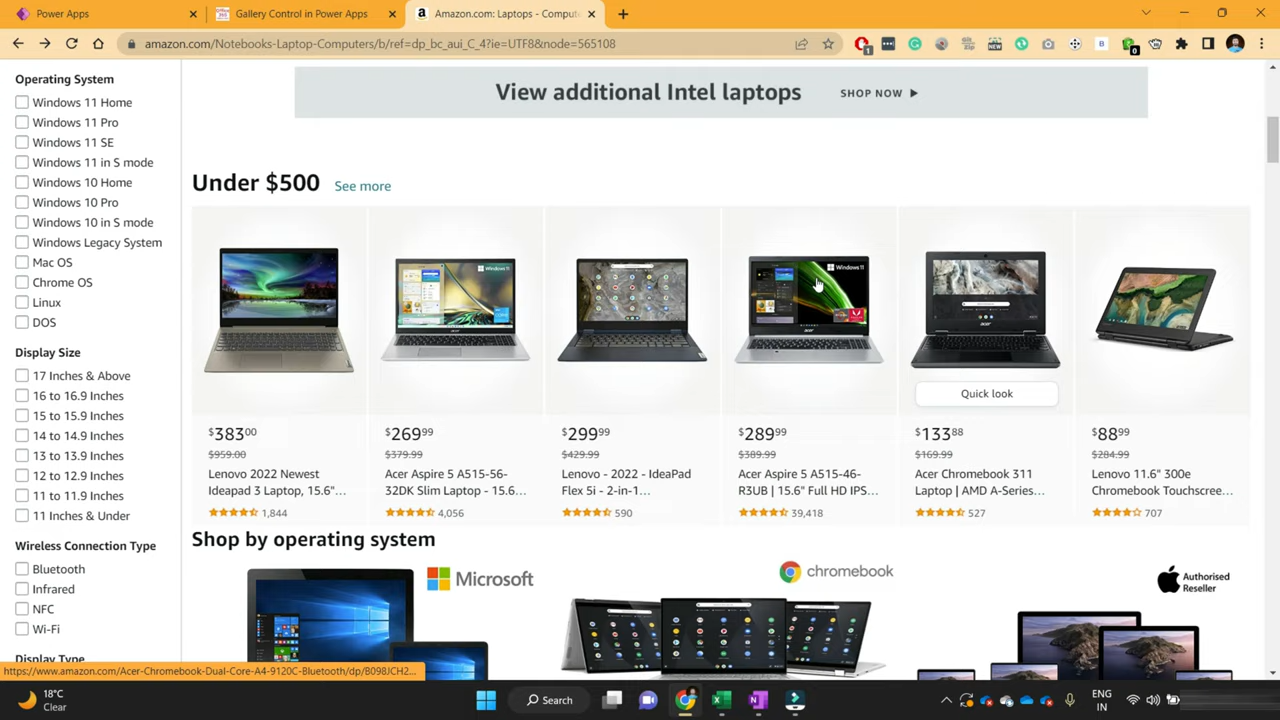 Power Apps
Gallery Control in Power Apps
Amazon.com: Laptops - Compute
amazon.com/Notebooks-Laptop-Computers/b/ref=dp_bc_aui_C_4?ie=UTF8&node=565108
Operating System
Windows 11 Home
Windows 11 Pro
Windows 11 SE
Windows 11 in S mode
Windows 10 Home
Windows 10 Pro
Windows 10 in S mode
Windows Legacy System
Mac OS
Chrome OS
Linux
DOS
Display Size
17 Inches & Above
16 to 16.9 Inches
15 to 15.9 Inches
14 to 14.9 Inches
13 to 13.9 Inches
12 to 12.9 Inches
11 to 11.9 Inches
11 Inches & Under
Wireless Connection Type
Bluetooth
Infrared
NFC
Wi-Fi
Display Type
View additional Intel laptops SHOP NOW
Under $500 See more
Windows 11
Windows 11
acer
Quick look
$383.00
$959.00
Lenovo 2022 Newest
Ideapad 3 Laptop, 15.6"...
1,844
$269.99
$379.99
Acer Aspire 5 A515-56-
32DK Slim Laptop - 15.6...
4,056
$299.99
$429.99
Lenovo - 2022 - IdeaPad
Flex 5i - 2-in-1...
590
$289.99
$389.99
Acer Aspire 5 A515-46-
R3UB | 15.6" Full HD IPS...
39,418
$133.88
$169.99
Acer Chromebook 311
Laptop | AMD A-Series...
527
$88.99
$284.99
Lenovo 11.6" 300e
Chromebook Touchscree...
707
Shop by operating system
Microsoft
chromebook
Authorised
Reseller
https://www.amazon.com/Acer-Chromebook-Dual-Core-A4-9120C-Bluetooth/dp/B098JCH2...
18°C
Clear
Search
ENG
IN